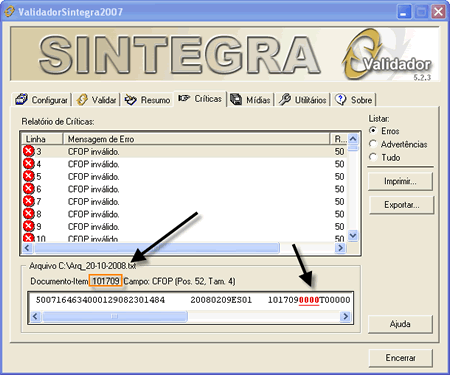 ValidadorSintegra2007
SINTEGRA
Validador
5.2.3
Configurar Validar Resumo Críticas Mídias Utilitários Sobre
Relatório de Críticas:
Linha Mensagem de Erro R...
3 CFOP inválido. 50
4 CFOP inválido. 50
5 CFOP inválido. 50
6 CFOP inválido. 50
7 CFOP inválido. 50
8 CFOP inválido. 50
9 CFOP inválido. 50
10 CFOP inválido. 50
Listar:
Erros
Advertências
Tudo
Imprimir...
Exportar...
Arquivo C:\Arq_20-10-2008.txt
Documento-Item 101709 Campo: CFOP (Pos. 52, Tam. 4)
5007164634000129082301484 20080209ES01 1017090000T00000
Ajuda
Encerrar